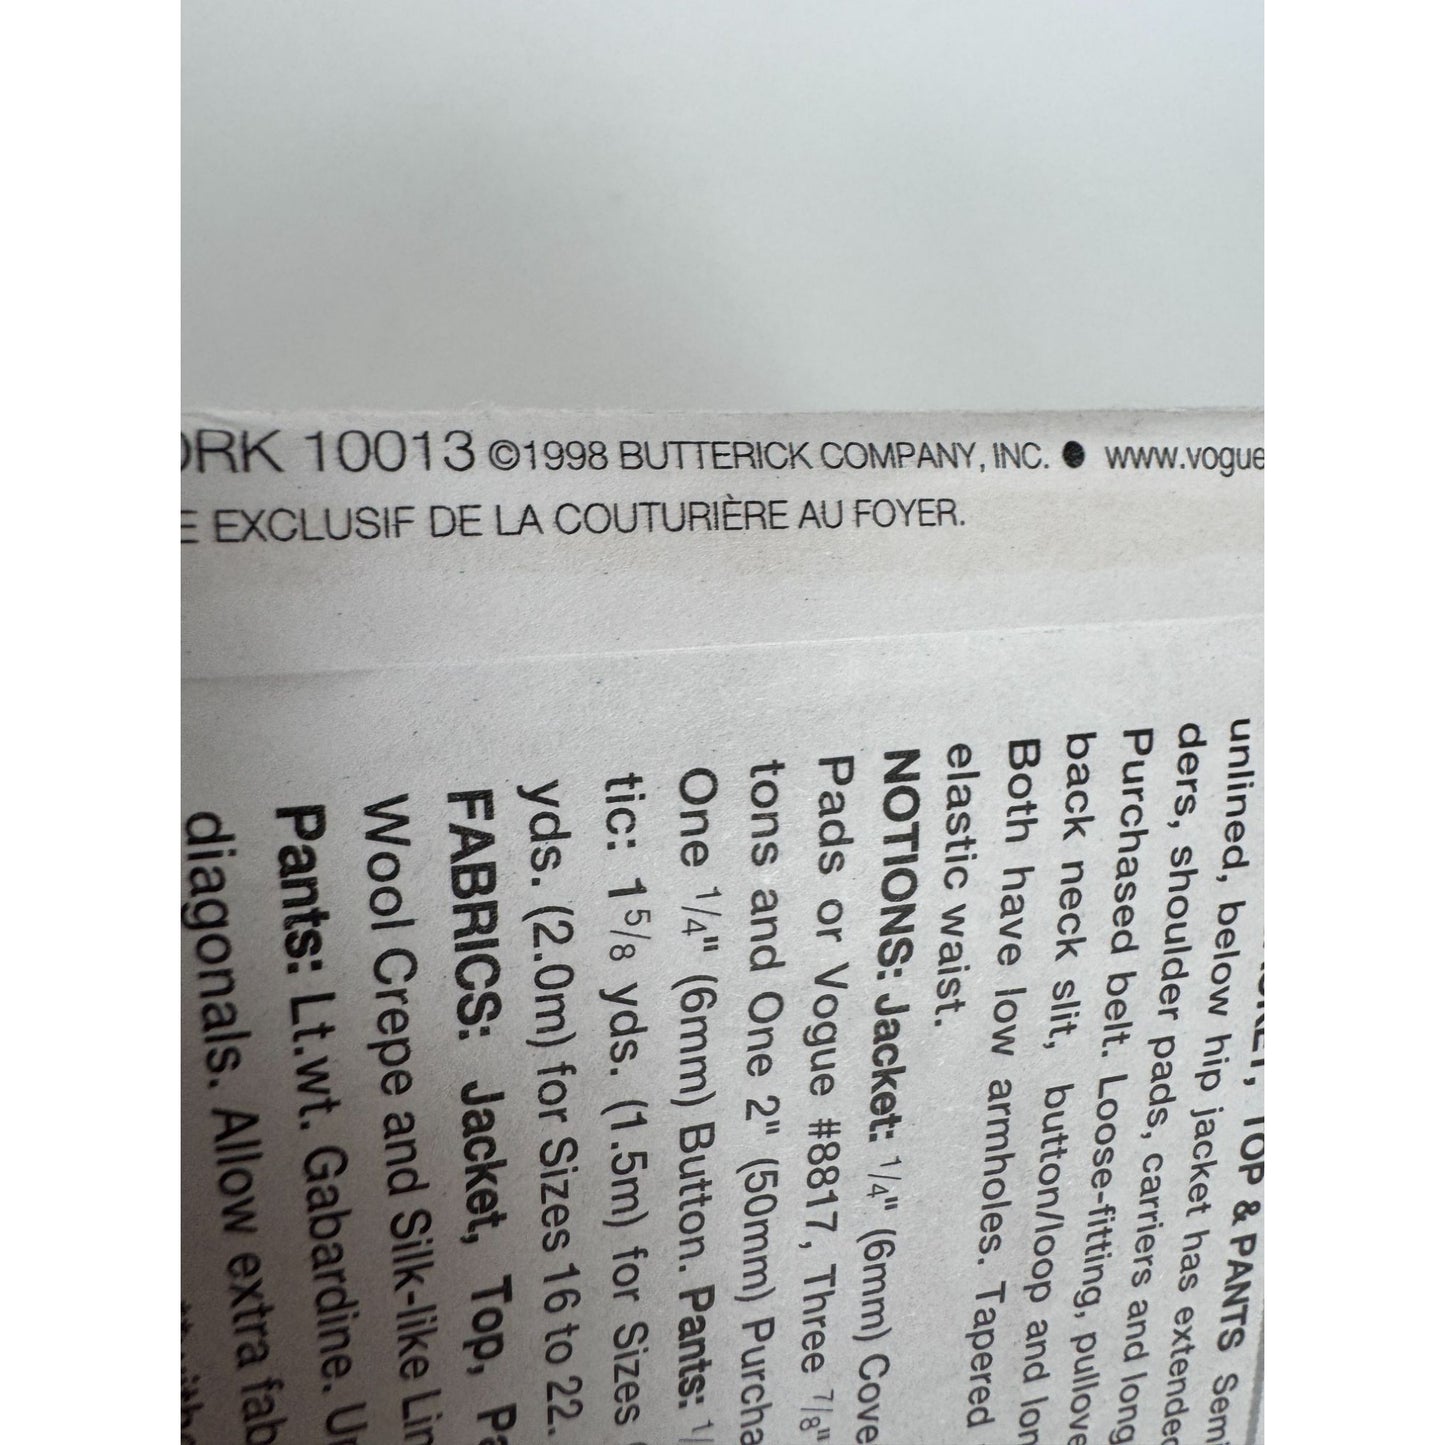 ORK 10013 ©1998 BUTTERICK COMPANY, INC. ● www.vogue
E EXCLUSIF DE LA COUTURIÈRE AU FOYER.
TOP & PANTS Semi
unlined, below hip jacket has extended
ders, shoulder pads, carriers and long
Purchased belt. Loose-fitting, pullove
back neck slit, button/loop and lon
Both have low armholes. Tapered
elastic waist.
NOTIONS: Jacket: 1/4" (6mm) Cove
Pads or Vogue #8817, Three 7/8"
tons and One 2" (50mm) Purcha
One 1/4" (6mm) Button. Pants: 1/
tic: 1 5/8 yds. (1.5m) for Sizes
yds. (2.0m) for Sizes 16 to 22.
FABRICS: Jacket, Top, Pa
Wool Crepe and Silk-like Lin
Pants: Lt.wt. Gabardine. Un
diagonals. Allow extra fab